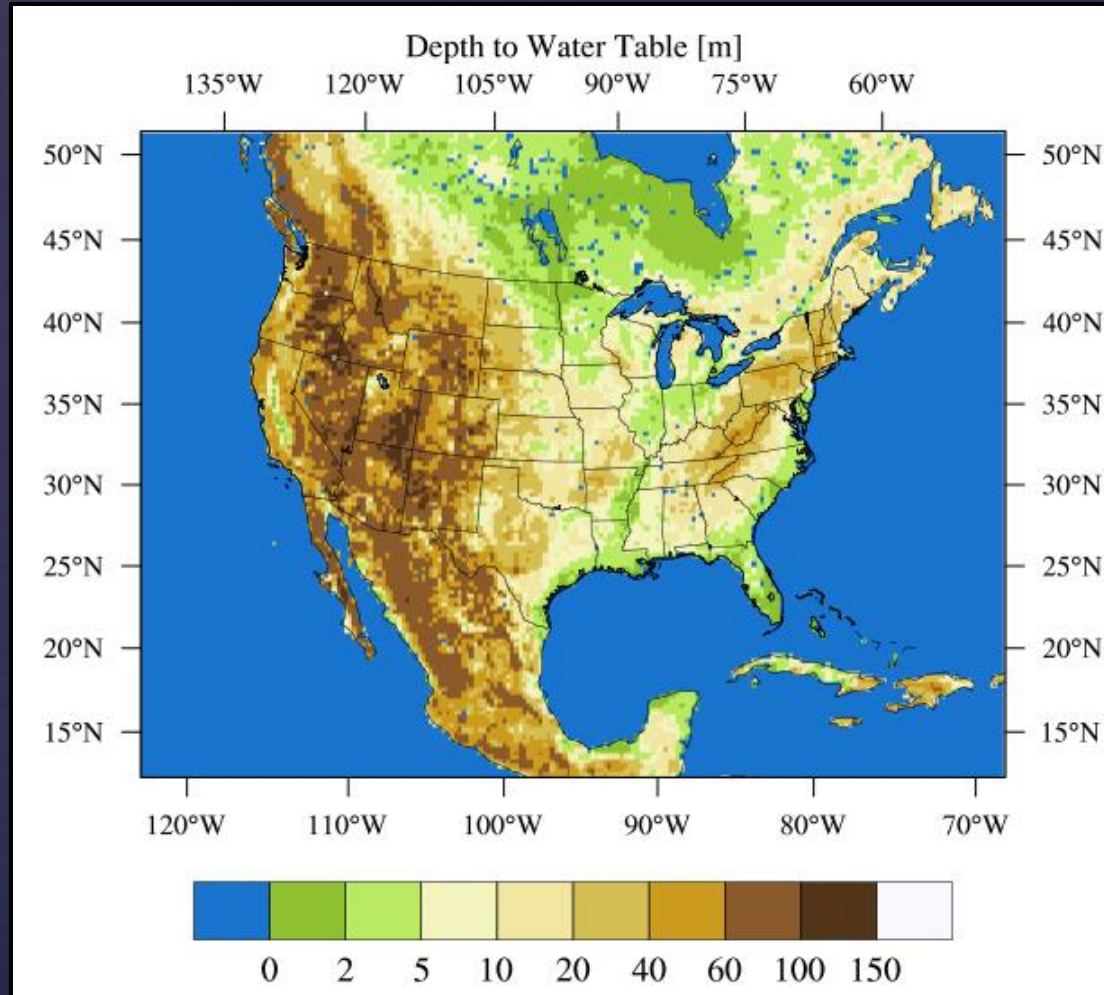 Depth to Water Table [m]
135°W 120°W 105°W 90°W 75°W 60°W
50°N 50°N
45°N 45°N
40°N 40°N
35°N 35°N
30°N 30°N
25°N 25°N
20°N 20°N
15°N 15°N
120°W 110°W 100°W 90°W 80°W 70°W
0 2 5 10 20 40 60 100 150